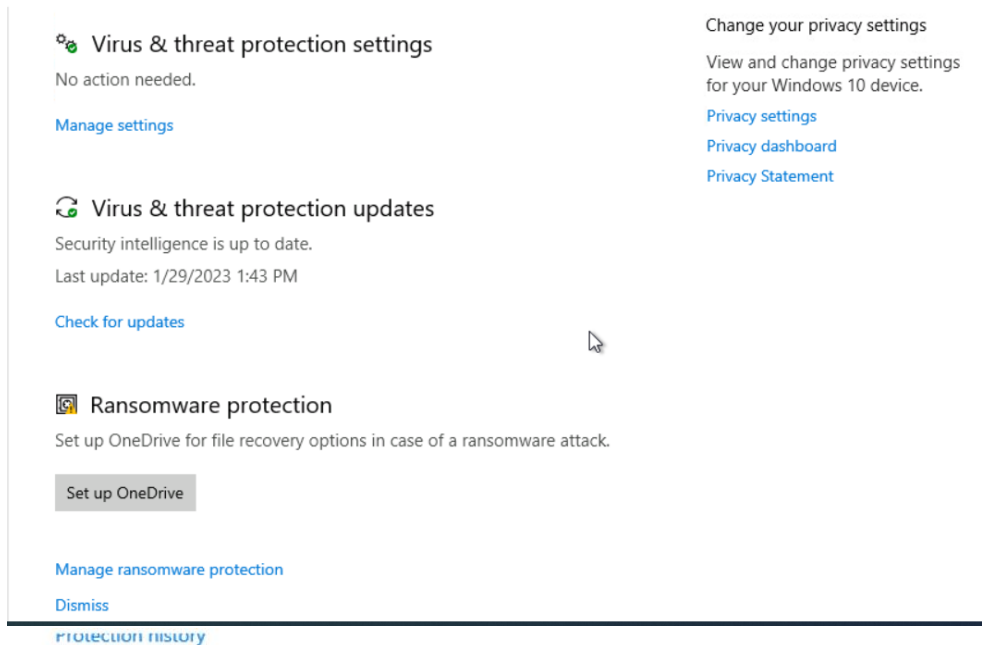 Virus & threat protection settings
No action needed.
Manage settings
Virus & threat protection updates
Security intelligence is up to date.
Last update: 1/29/2023 1:43 PM
Check for updates
Ransomware protection
Set up OneDrive for file recovery options in case of a ransomware attack.
Set up OneDrive
Manage ransomware protection
Dismiss
Protection history
Change your privacy settings
View and change privacy settings
for your Windows 10 device.
Privacy settings
Privacy dashboard
Privacy Statement